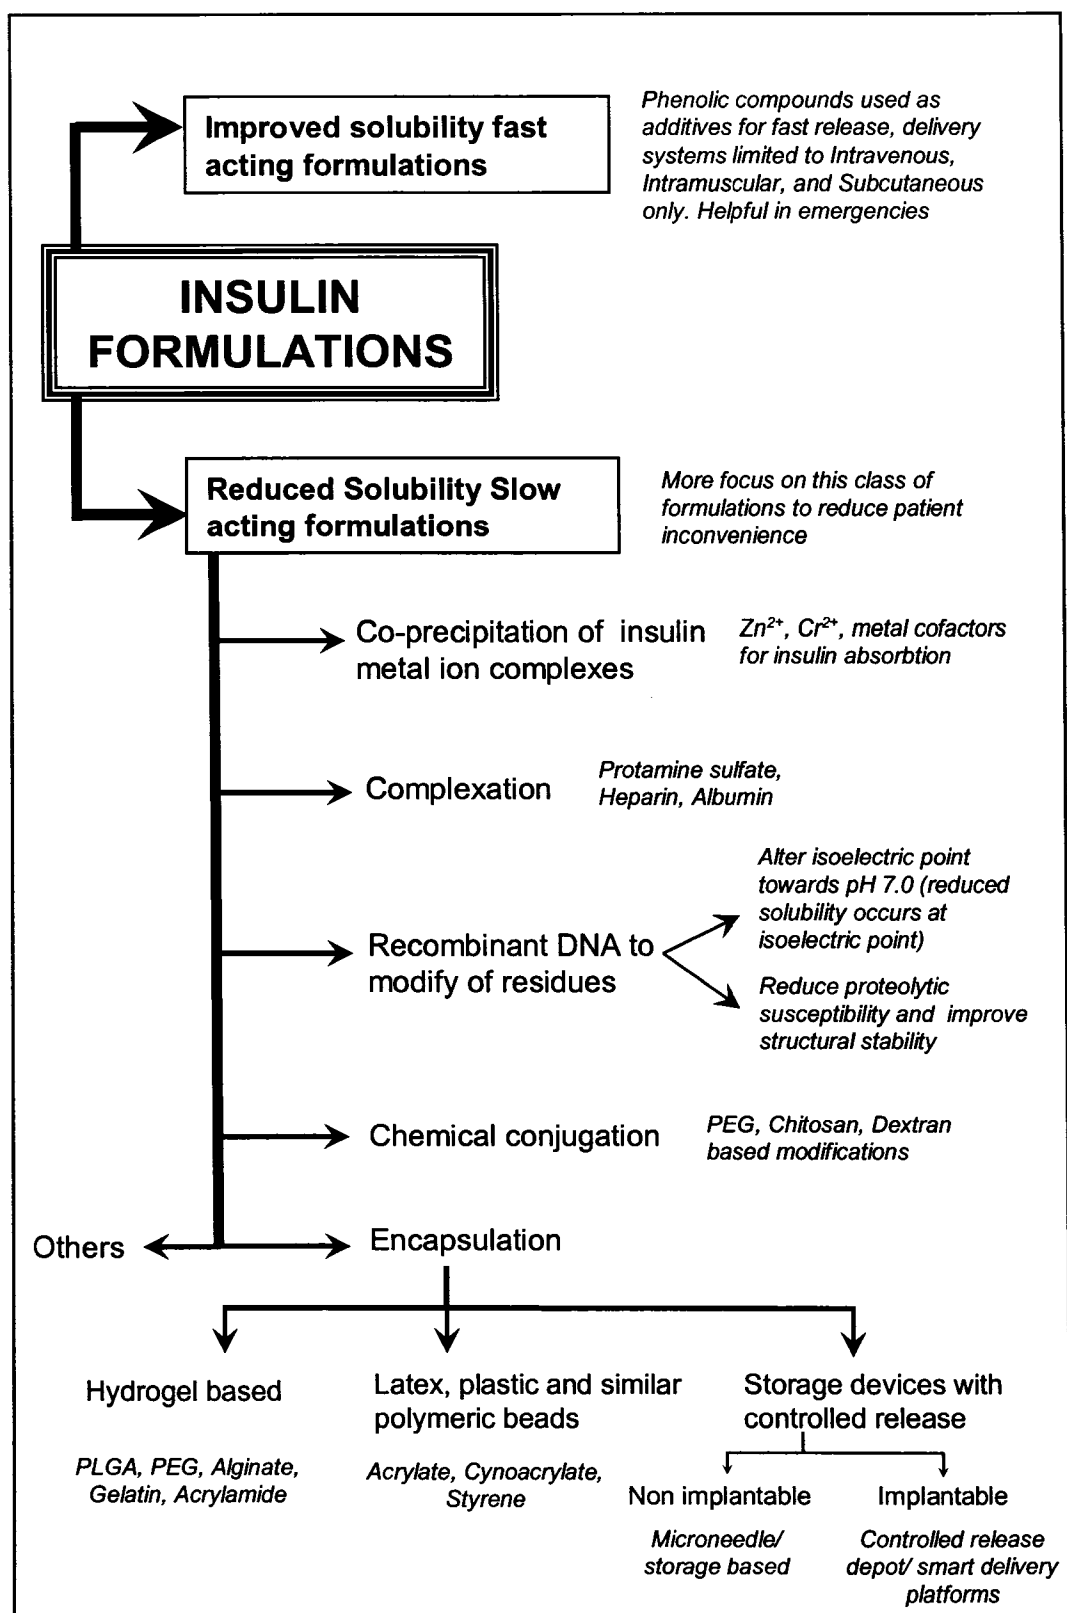 Improved solubility fast
acting formulations
Phenolic compounds used as
additives for fast release, delivery
systems limited to Intravenous,
Intramuscular, and Subcutaneous
only. Helpful in emergencies
INSULIN
FORMULATIONS
Reduced Solubility Slow
acting formulations
More focus on this class of
formulations to reduce patient
inconvenience
Co-precipitation of insulin
metal ion complexes
Zn²⁺, Cr²⁺, metal cofactors
for insulin absorbtion
Complexation
Protamine sulfate,
Heparin, Albumin
Recombinant DNA to
modify of residues
Alter isoelectric point
towards pH 7.0 (reduced
solubility occurs at
isoelectric point)
Reduce proteolytic
susceptibility and improve
structural stability
Chemical conjugation
PEG, Chitosan, Dextran
based modifications
Others
Encapsulation
Hydrogel based
PLGA, PEG, Alginate,
Gelatin, Acrylamide
Latex, plastic and similar
polymeric beads
Acrylate, Cynoacrylate,
Styrene
Storage devices with
controlled release
Non implantable
Microneedle/
storage based
Implantable
Controlled release
depot/ smart delivery
platforms